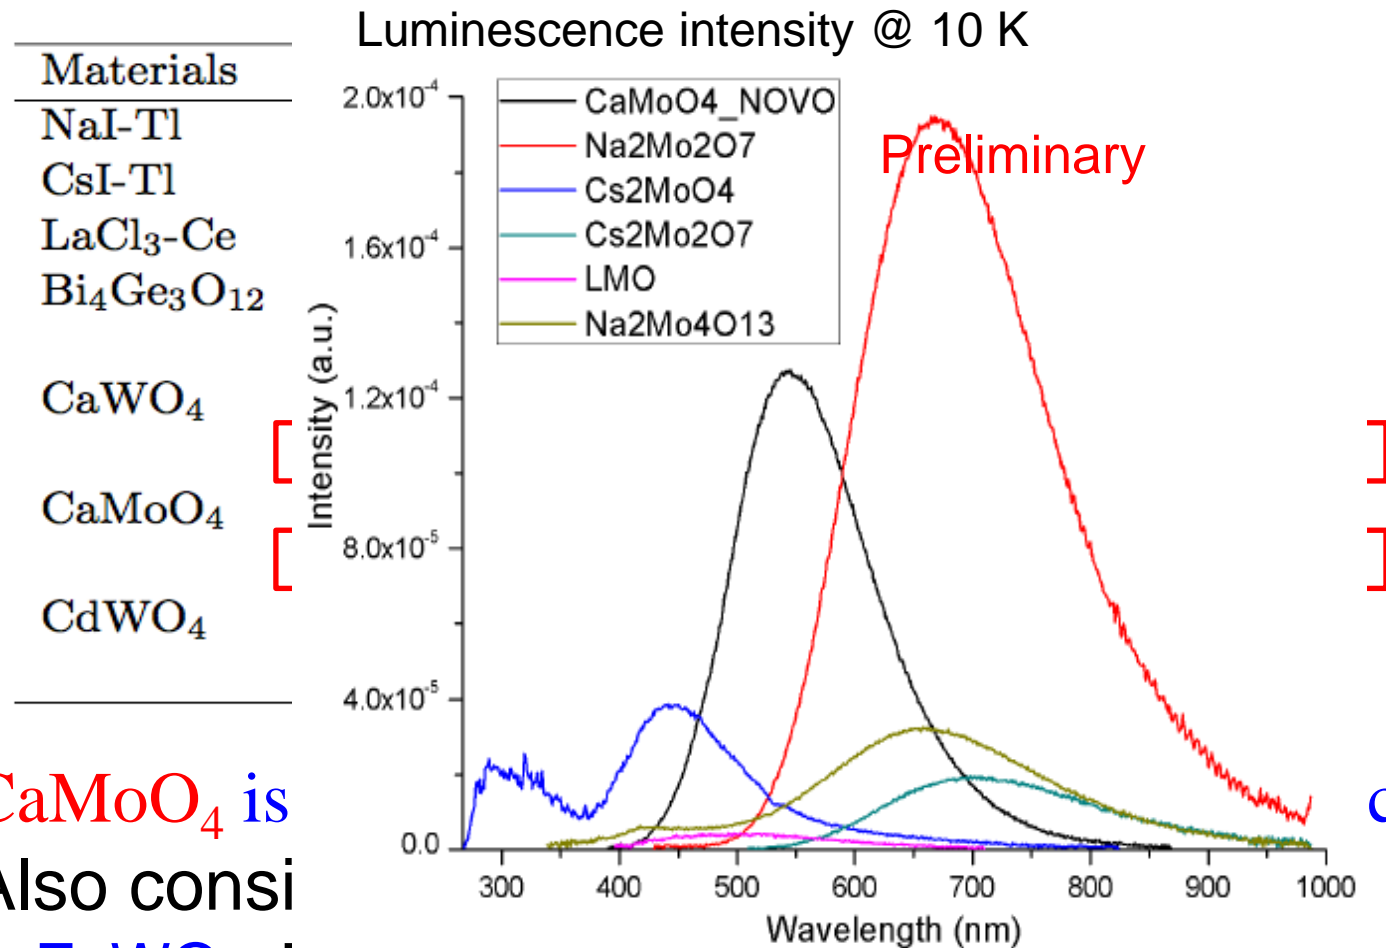 Luminescence intensity @ 10 K
Materials
NaI-Tl
CsI-Tl
LaCl₃-Ce
Bi₄Ge₃O₁₂
CaWO₄
CaMoO₄
CdWO₄
CaMoO₄ is
Also consi
CaMoO4_NOVO
Na2Mo2O7
Cs2MoO4
Cs2Mo2O7
LMO
Na2Mo4O13
Preliminary
Intensity (a.u.)
2.0x10⁻⁴
1.6x10⁻⁴
1.2x10⁻⁴
8.0x10⁻⁵
4.0x10⁻⁵
0.0
300 400 500 600 700 800 900 1000
Wavelength (nm)